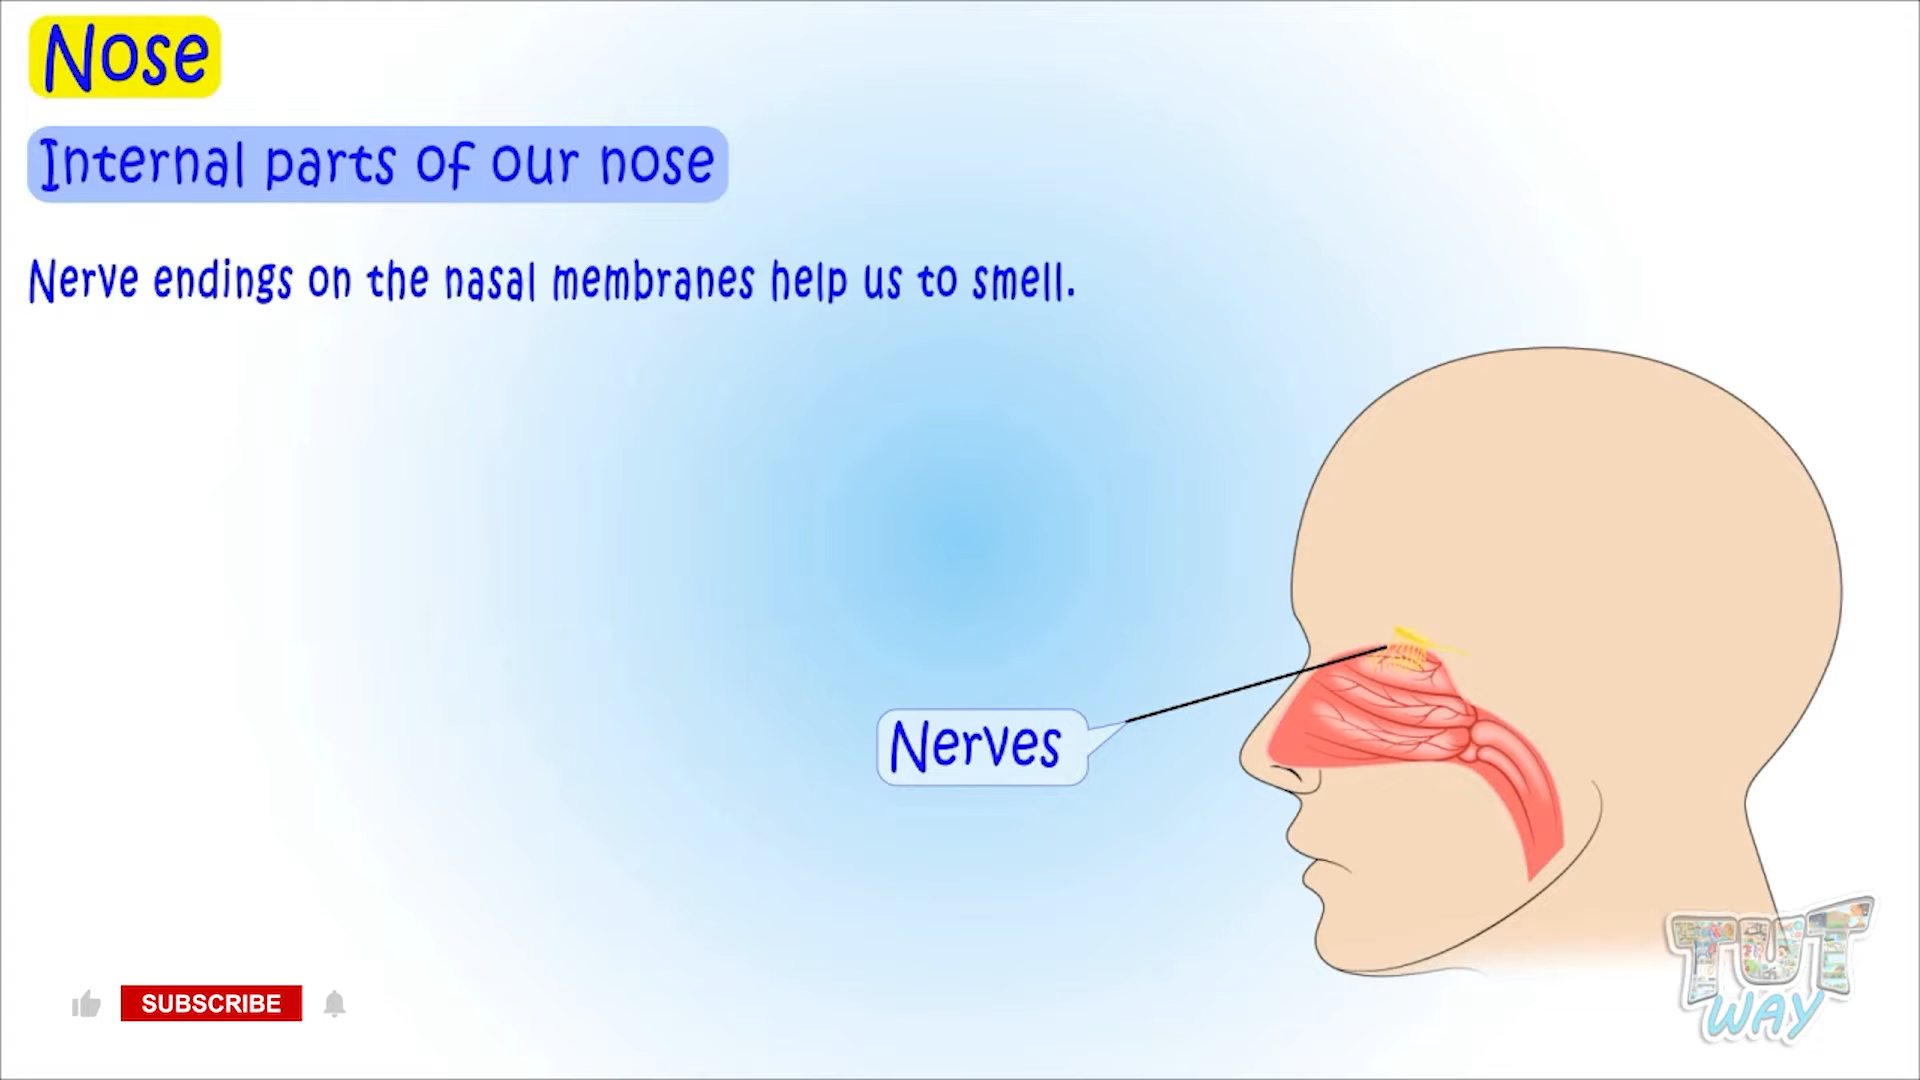 Nose
Internal parts of our nose
Nerve endings on the nasal membranes help us to smell.
Nerves
SUBSCRIBE
TUT
WAY